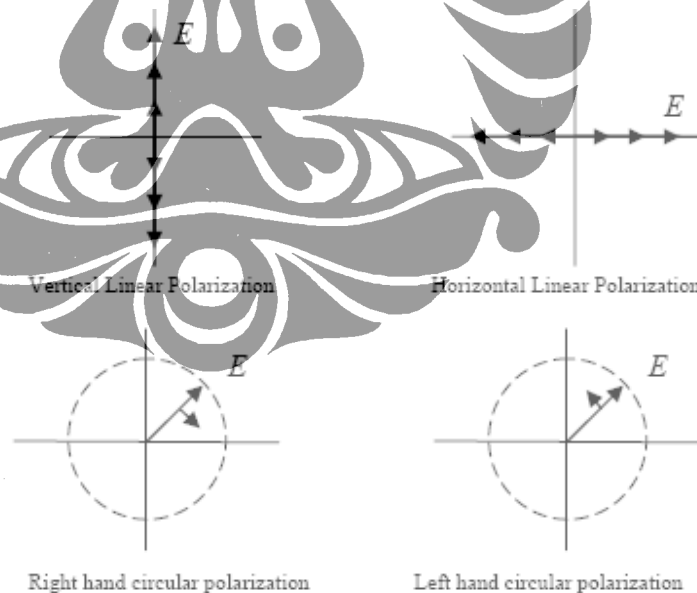 E
E
Vertical Linear Polarization
Horizontal Linear Polarization
E
E
Right hand circular polarization
Left hand circular polarization